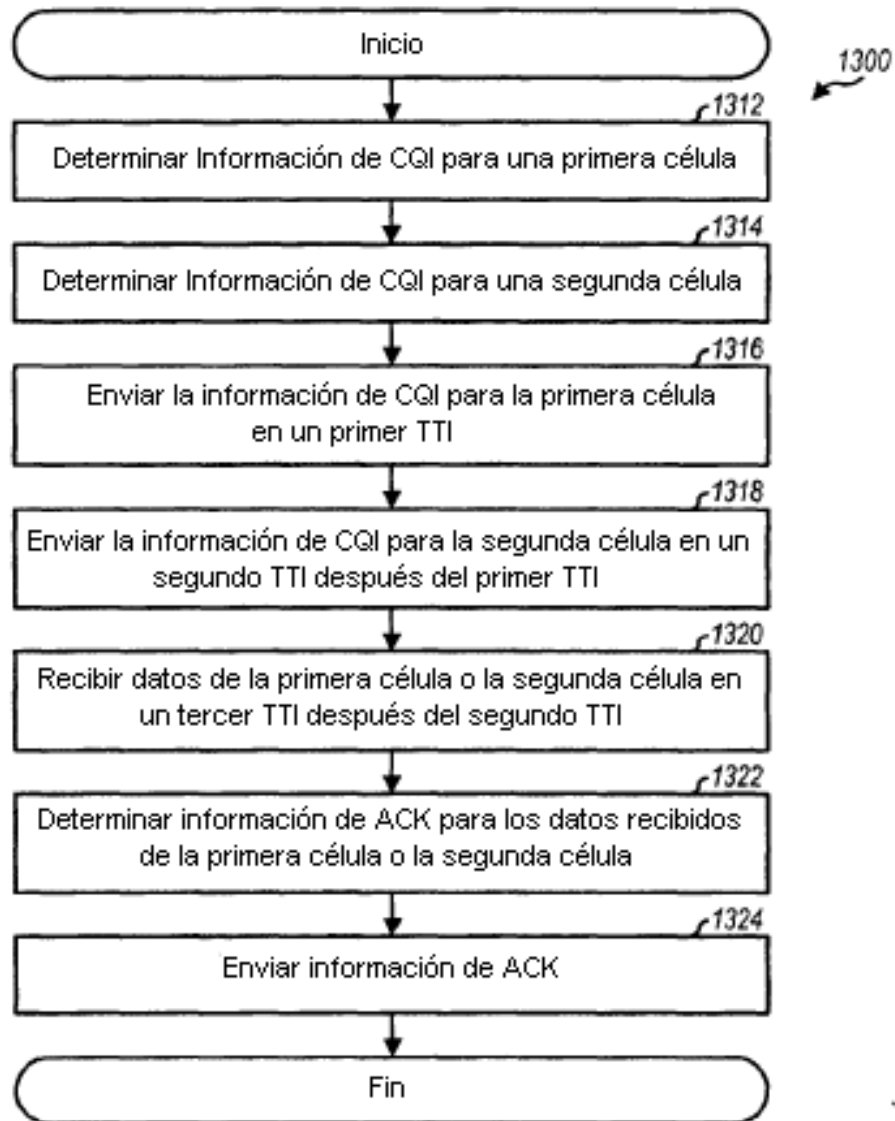 Inicio
1300
1312
Determinar Información de CQI para una primera célula
1314
Determinar Información de CQI para una segunda célula
1316
Enviar la información de CQI para la primera célula
en un primer TTI
1318
Enviar la información de CQI para la segunda célula en un
segundo TTI después del primer TTI
1320
Recibir datos de la primera célula o la segunda célula en
un tercer TTI después del segundo TTI
1322
Determinar información de ACK para los datos recibidos
de la primera célula o la segunda célula
1324
Enviar información de ACK
Fin